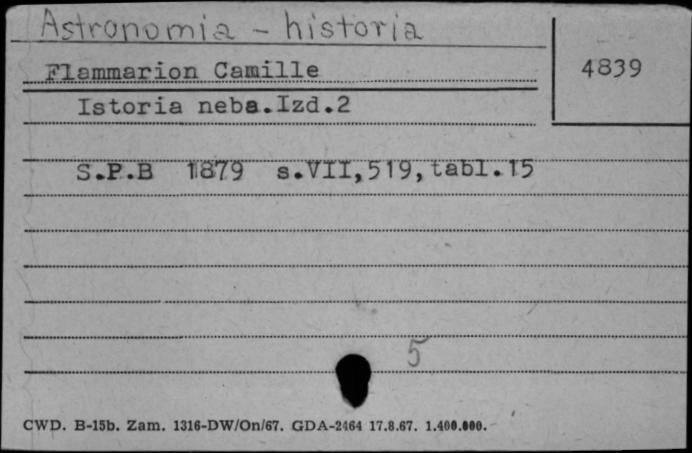 Astronomia - historia
Flammarion Camille
4839
Istoria neba.Izd.2
S.P.B 1879 s.VII,519,tabl.15
5
CWD. B-15b. Zam. 1316-DW/On/67. GDA-2464 17.8.67. 1.400.000.